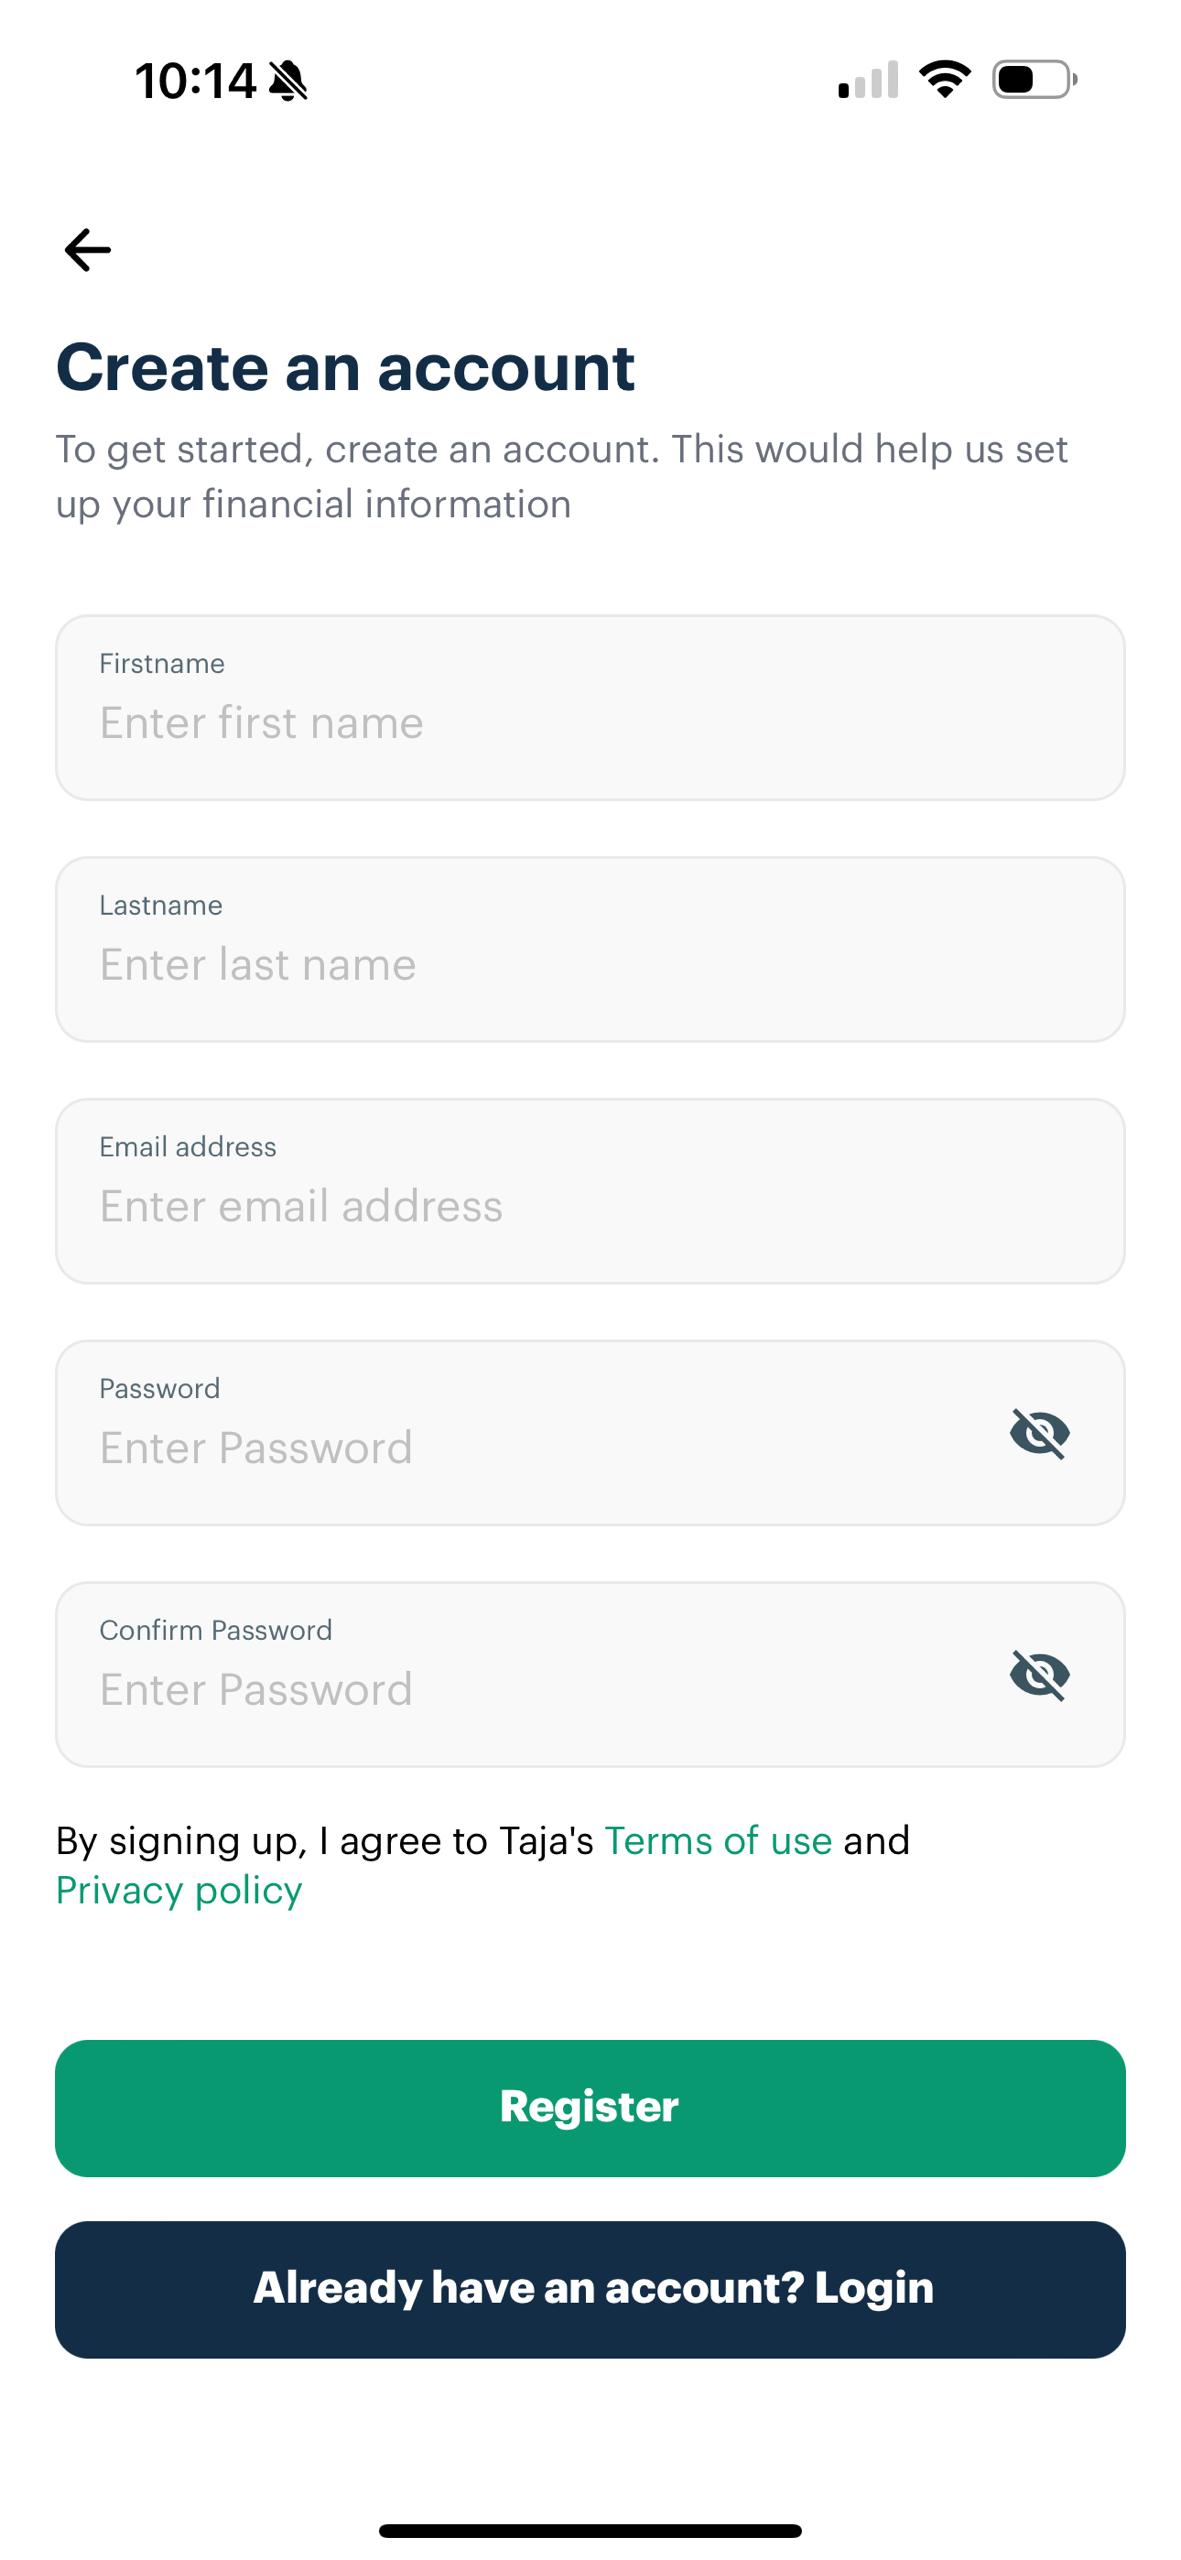 10:14
Create an account
To get started, create an account. This would help us set
up your financial information
Firstname
Enter first name
Lastname
Enter last name
Email address
Enter email address
Password
Enter Password
Confirm Password
Enter Password
By signing up, I agree to Taja's Terms of use and
Privacy policy
Register
Already have an account? Login